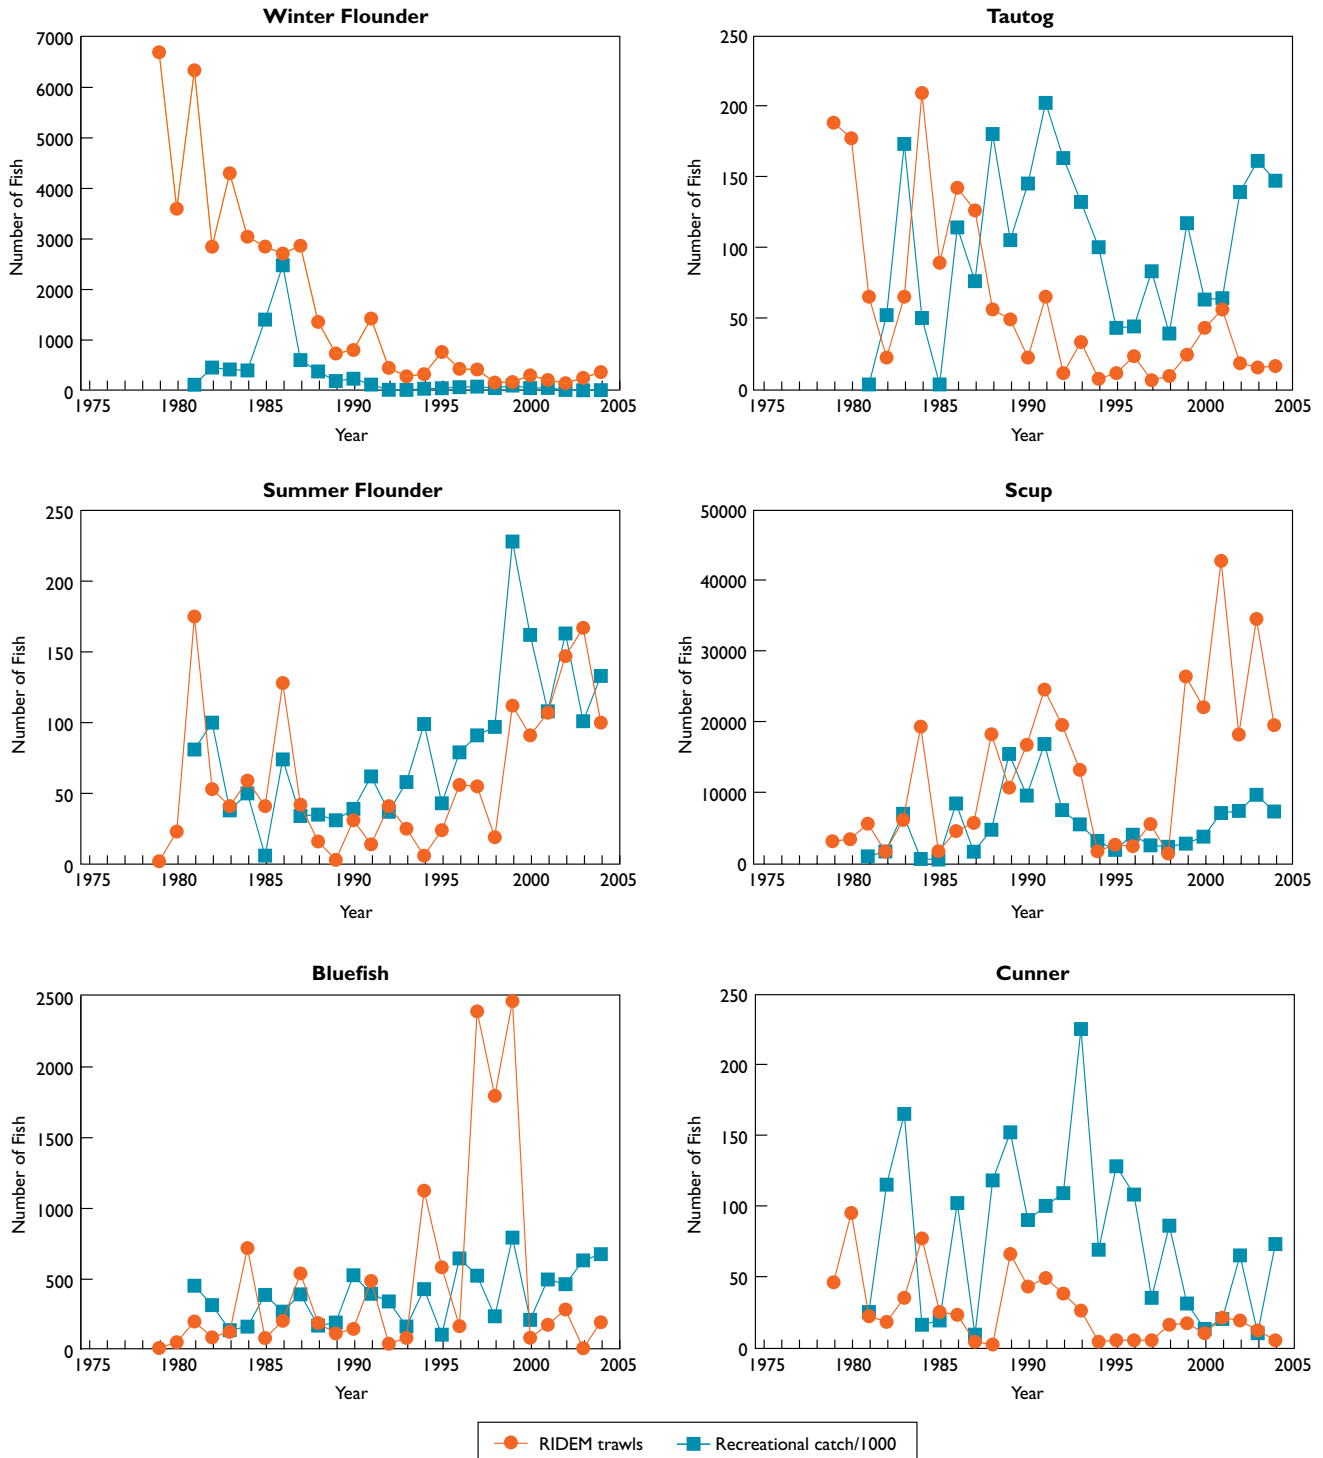 Winter Flounder
7000
6000
5000
4000
3000
2000
1000
0
Number of Fish
1975 1980 1985 1990 1995 2000 2005
Year
Tautog
250
200
150
100
50
0
Number of Fish
1975 1980 1985 1990 1995 2000 2005
Year
Summer Flounder
250
200
150
100
50
0
Number of Fish
1975 1980 1985 1990 1995 2000 2005
Year
Scup
50000
40000
30000
20000
10000
0
Number of Fish
1975 1980 1985 1990 1995 2000 2005
Year
Bluefish
2500
2000
1500
1000
500
0
Number of Fish
1975 1980 1985 1990 1995 2000 2005
Year
Cunner
250
200
150
100
50
0
Number of Fish
1975 1980 1985 1990 1995 2000 2005
Year
RIDEM trawls Recreational catch/1000